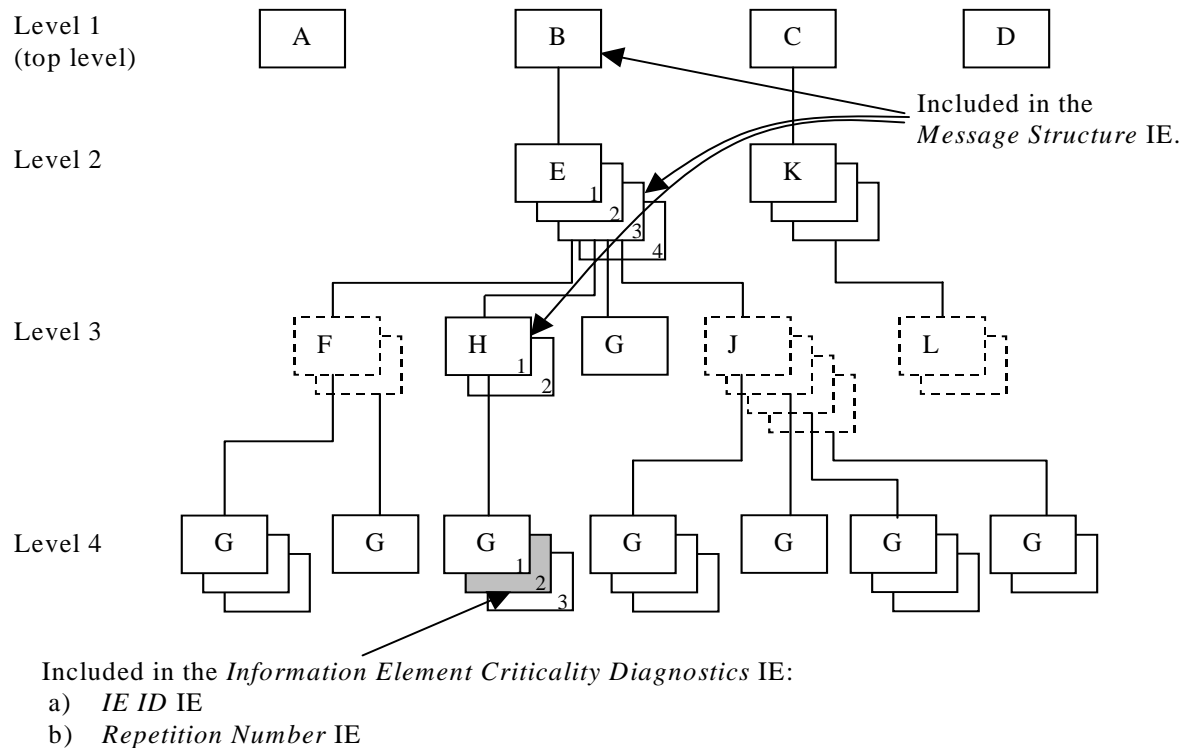 Level 1
(top level)
A
B
C
D
Included in the
Message Structure IE.
Level 2
E
1
2
3
4
K
Level 3
F
H
1
2
G
J
L
Level 4
G
G
G
1
2
3
G
G
G
G
Included in the Information Element Criticality Diagnostics IE:
a) IE ID IE
b) Repetition Number IE